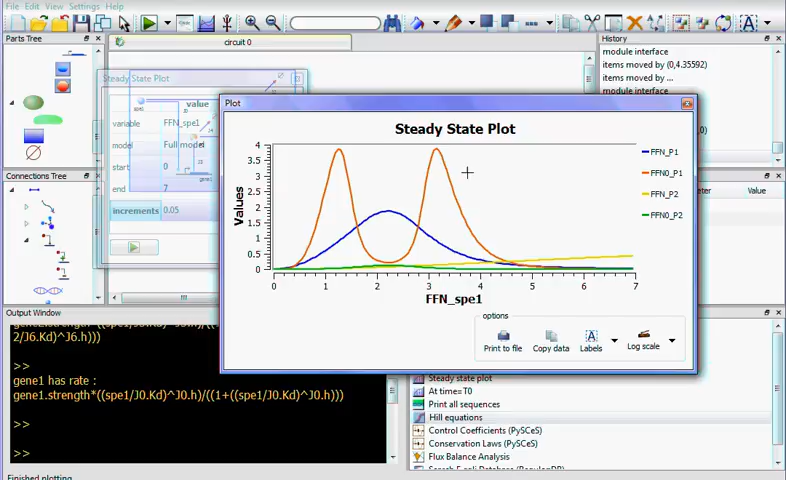 File Edit View Settings Help
Parts Tree
circuit 0
History
module interface
items moved by (0,4.35592)
items moved by ...
Steady State Plot
value
variable
FFN_spe1
model
Full model
start
0
end
7
increments
0.05
Connections Tree
Plot
Steady State Plot
Values
4
3.5
3
2.5
2
1.5
1
0.5
0
0 1 2 3 4 5 6 7
FFN_spe1
FFN_P1
FFN0_P1
FFN_P2
FFN0_P2
options
Print to file
Copy data
Labels
Log scale
Value
Output Window
2/J6.Kd)^J6.h)))
>>
gene1 has rate :
gene1.strength*((spe1/J0.Kd)^J0.h)/((1+((spe1/J0.Kd)^J0.h)))
>>
>>
Steady state plot
At time=T0
Print all sequences
Hill equations
Control Coefficients (PySCeS)
Conservation Laws (PySCeS)
Flux Balance Analysis
Finished plotting